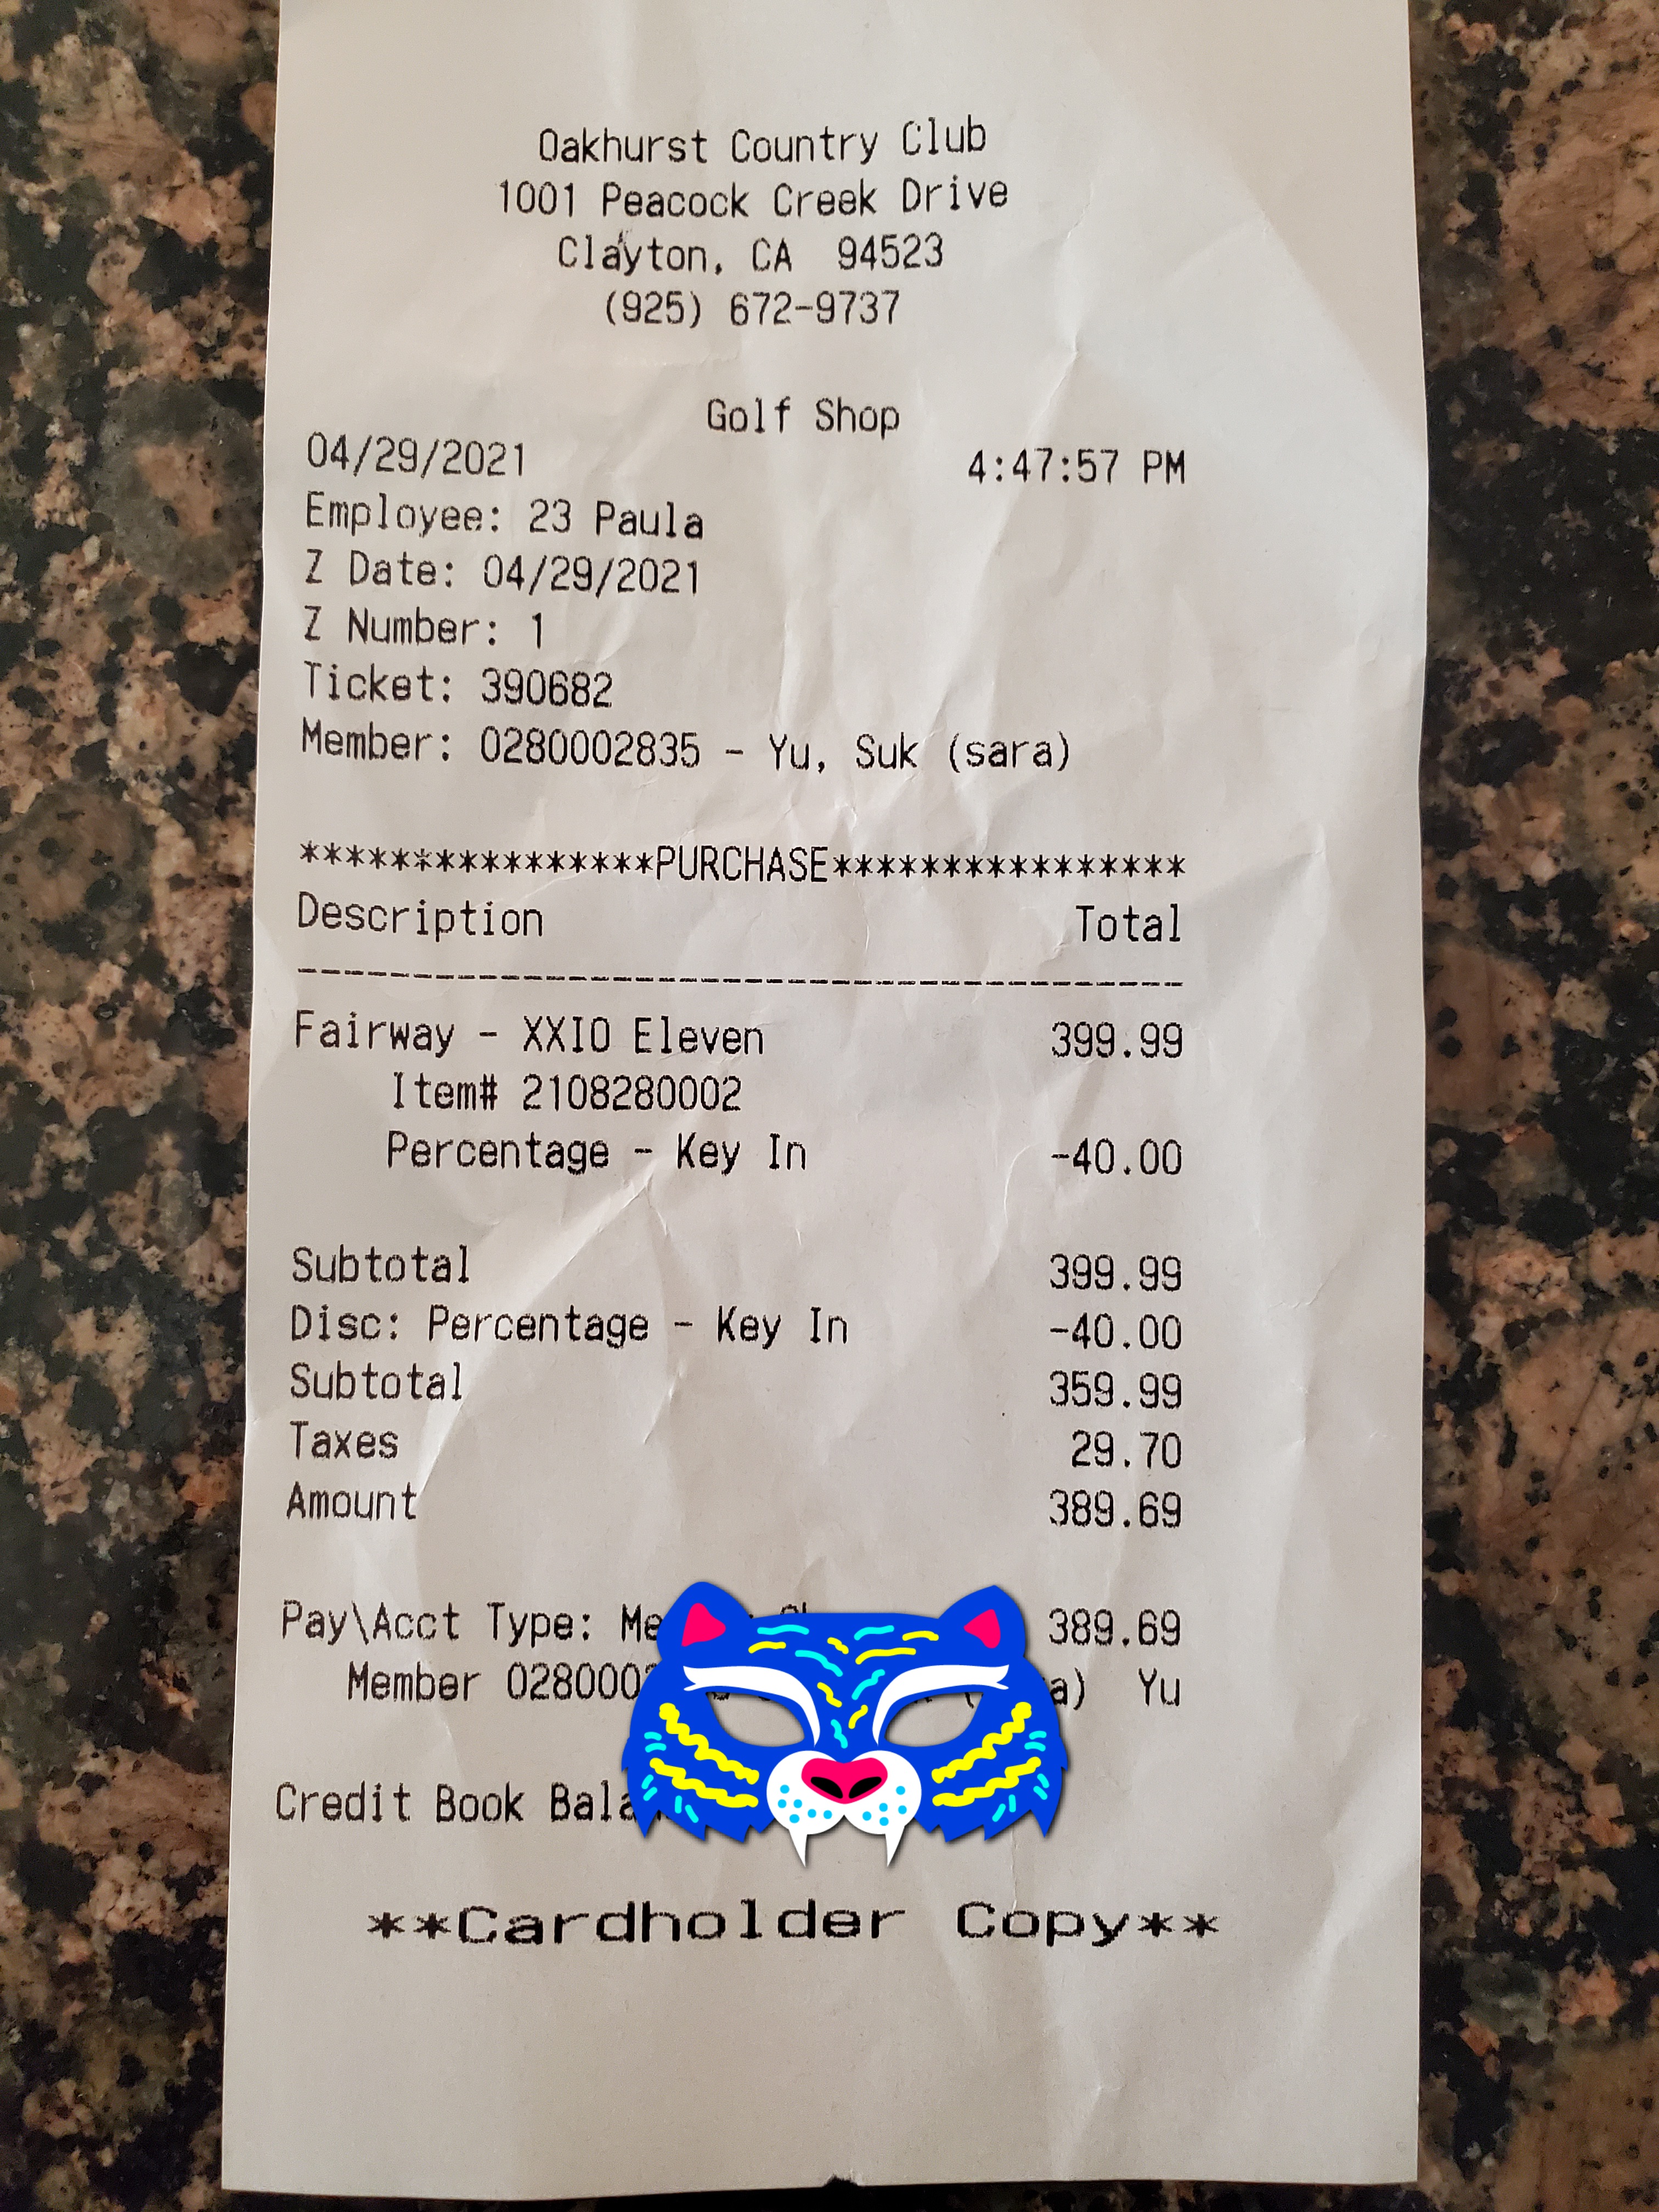 Oakhurst Country Club
1001 Peacock Creek Drive
Clayton, CA 94523
(925) 672-9737
Golf Shop
04/29/2021 4:47:57 PM
Employee: 23 Paula
Z Date: 04/29/2021
Z Number: 1
Ticket: 390682
Member: 0280002835 - Yu, Suk (sara)
****************PURCHASE****************
Description Total
----------------------------------------
Fairway - XXIO Eleven 399.99
Item# 2108280002
Percentage - Key In -40.00
Subtotal 399.99
Disc: Percentage - Key In -40.00
Subtotal 359.99
Taxes 29.70
Amount 389.69
Pay\Acct Type: 389.69
Member Yu
Credit Book
**Cardholder Copy**